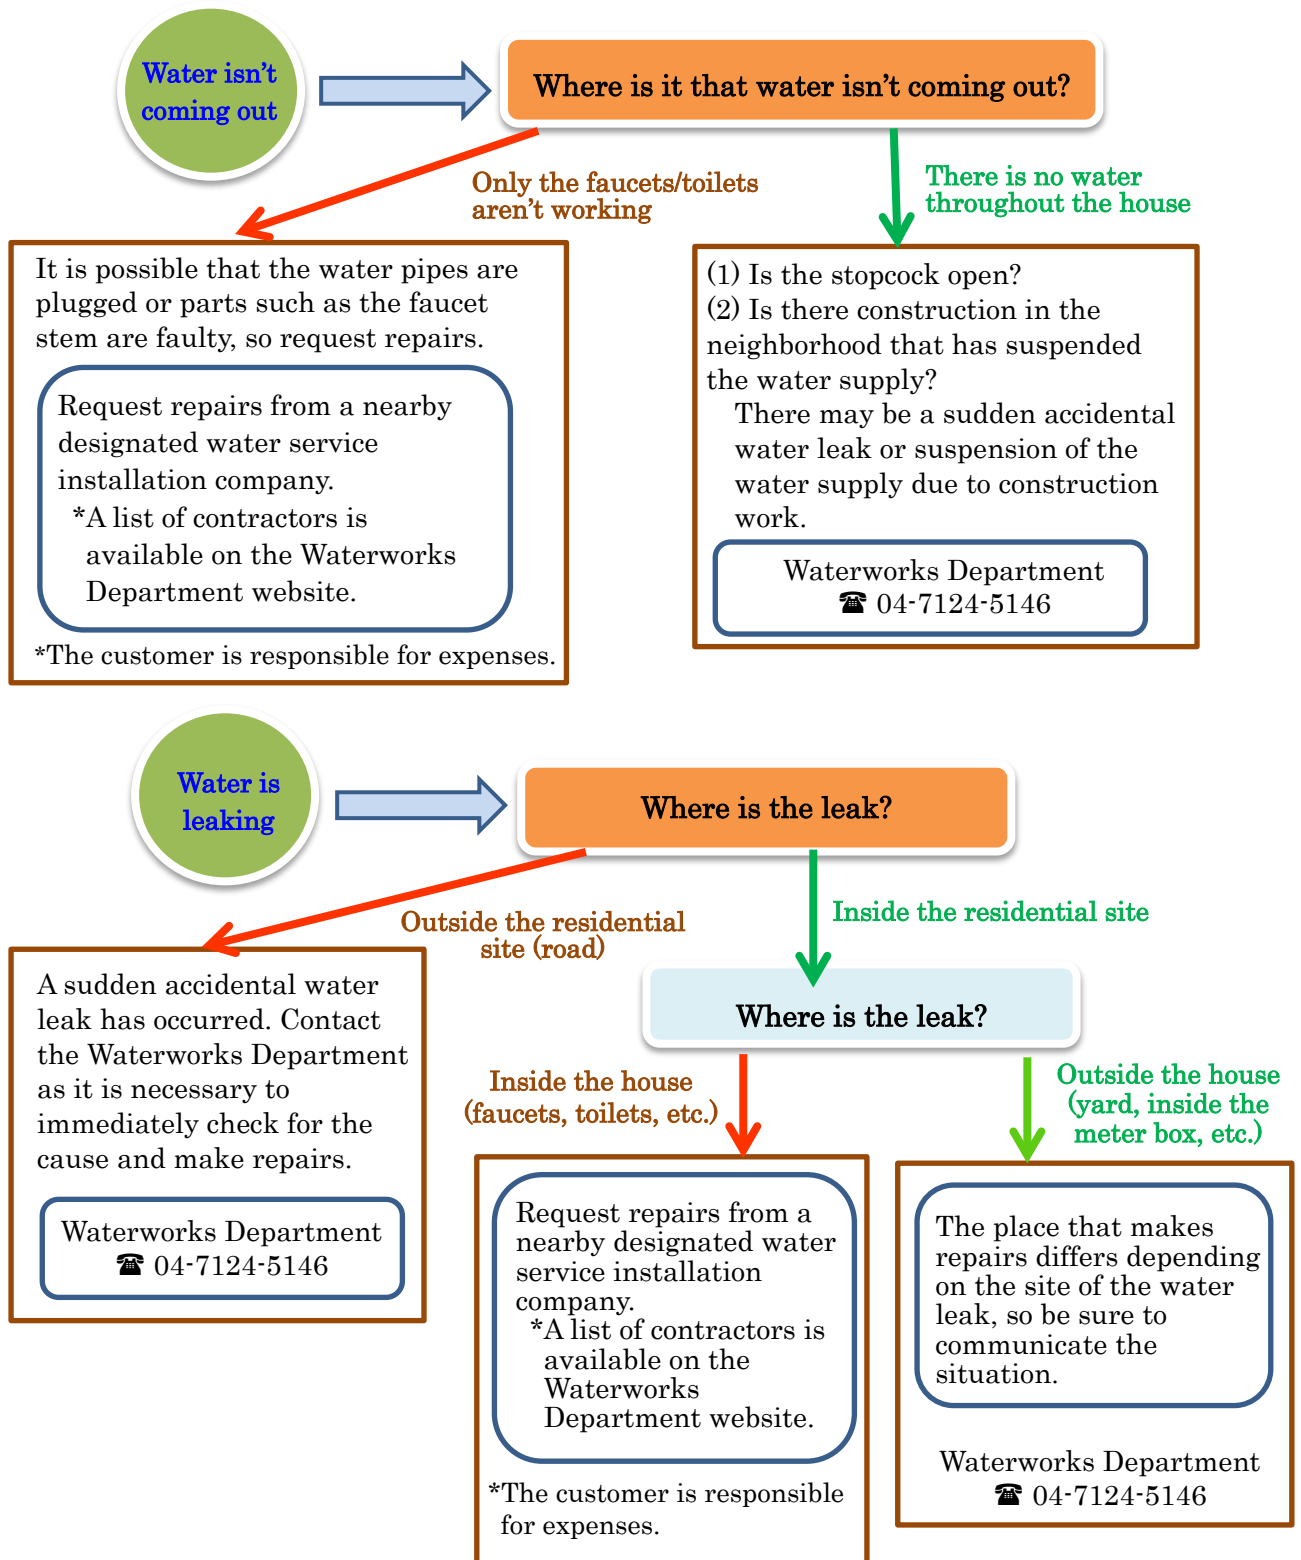 Water isn't
coming out
Where is it that water isn't coming out?
Only the faucets/toilets
aren't working
There is no water
throughout the house
It is possible that the water pipes are
plugged or parts such as the faucet
stem are faulty, so request repairs.
Request repairs from a nearby
designated water service
installation company.
*A list of contractors is
available on the Waterworks
Department website.
*The customer is responsible for expenses.
(1) Is the stopcock open?
(2) Is there construction in the
neighborhood that has suspended
the water supply?
There may be a sudden accidental
water leak or suspension of the
water supply due to construction
work.
Waterworks Department
☎ 04-7124-5146
Water is
leaking
Where is the leak?
Outside the residential
site (road)
Inside the residential site
A sudden accidental water
leak has occurred. Contact
the Waterworks Department
as it is necessary to
immediately check for the
cause and make repairs.
Waterworks Department
☎ 04-7124-5146
Where is the leak?
Inside the house
(faucets, toilets, etc.)
Outside the house
(yard, inside the
meter box, etc.)
Request repairs from a
nearby designated water
service installation
company.
*A list of contractors is
available on the
Waterworks
Department website.
*The customer is responsible
for expenses.
The place that makes
repairs differs depending
on the site of the water
leak, so be sure to
communicate the
situation.
Waterworks Department
☎ 04-7124-5146